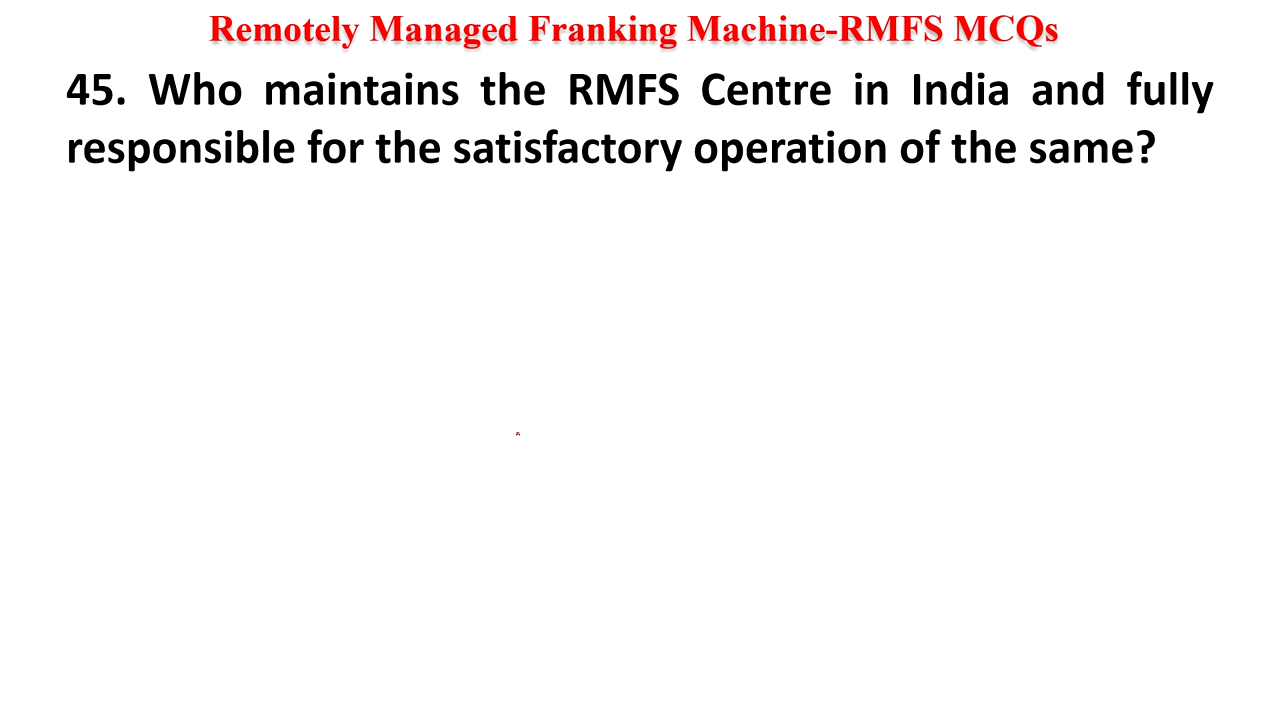 Remotely Managed Franking Machine-RMFS MCQs
45. Who maintains the RMFS Centre in India and fully
responsible for the satisfactory operation of the same?